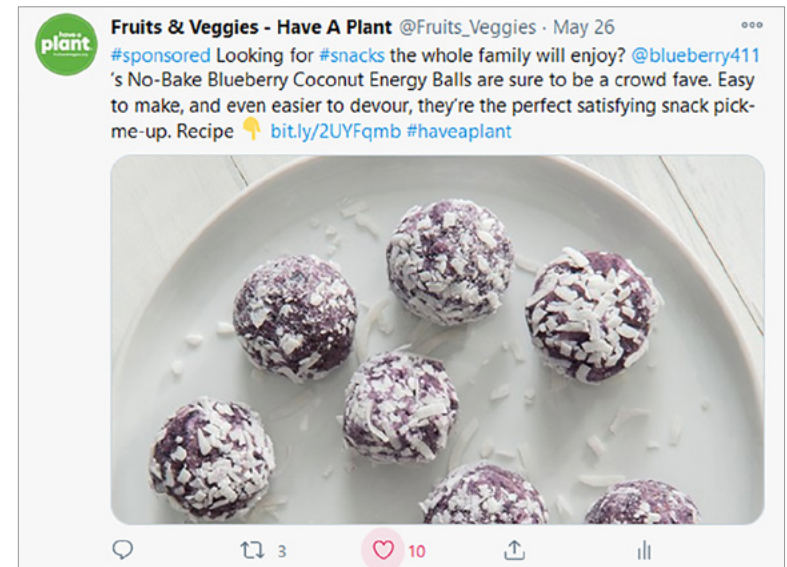 Fruits & Veggies - Have A Plant @Fruits_Veggies · May 26
have a
plant.
#sponsored Looking for #snacks the whole family will enjoy? @blueberry411
's No-Bake Blueberry Coconut Energy Balls are sure to be a crowd fave. Easy
to make, and even easier to devour, they're the perfect satisfying snack pick-
me-up. Recipe 👇 bit.ly/2UYFqmb #haveaplant
3
10